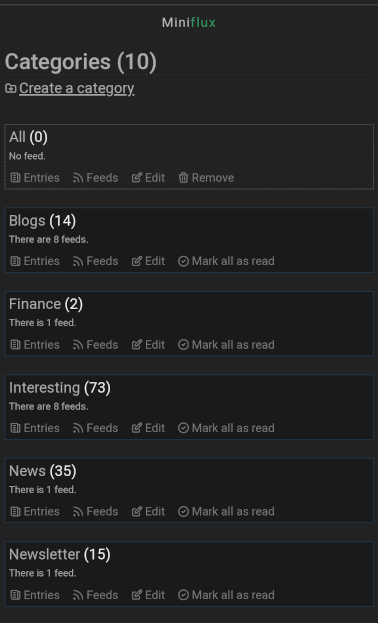 Miniflux
Categories (10)
Create a category
All (0)
No feed.
Entries Feeds Edit Remove
Blogs (14)
There are 8 feeds.
Entries Feeds Edit Mark all as read
Finance (2)
There is 1 feed.
Entries Feeds Edit Mark all as read
Interesting (73)
There are 8 feeds.
Entries Feeds Edit Mark all as read
News (35)
There is 1 feed.
Entries Feeds Edit Mark all as read
Newsletter (15)
There is 1 feed.
Entries Feeds Edit Mark all as read